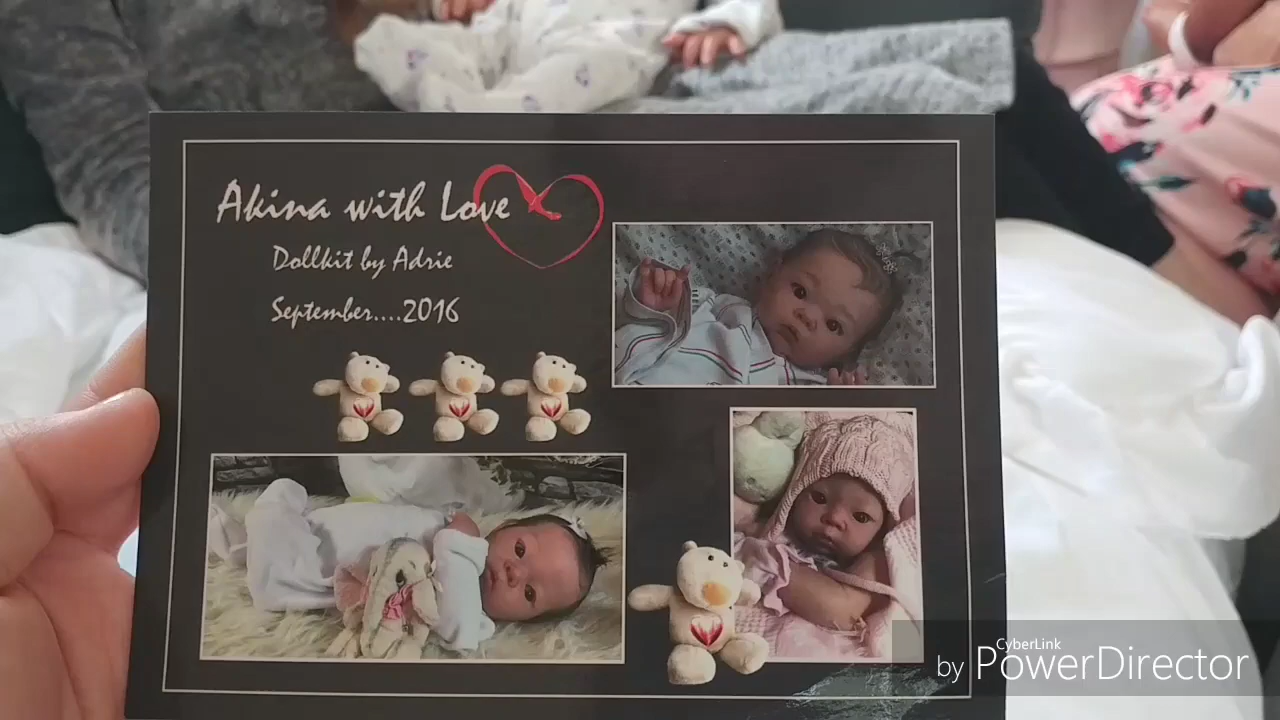 Akina with Love
Dollkit by Adrie
September....2016
CyberLink
by PowerDirector